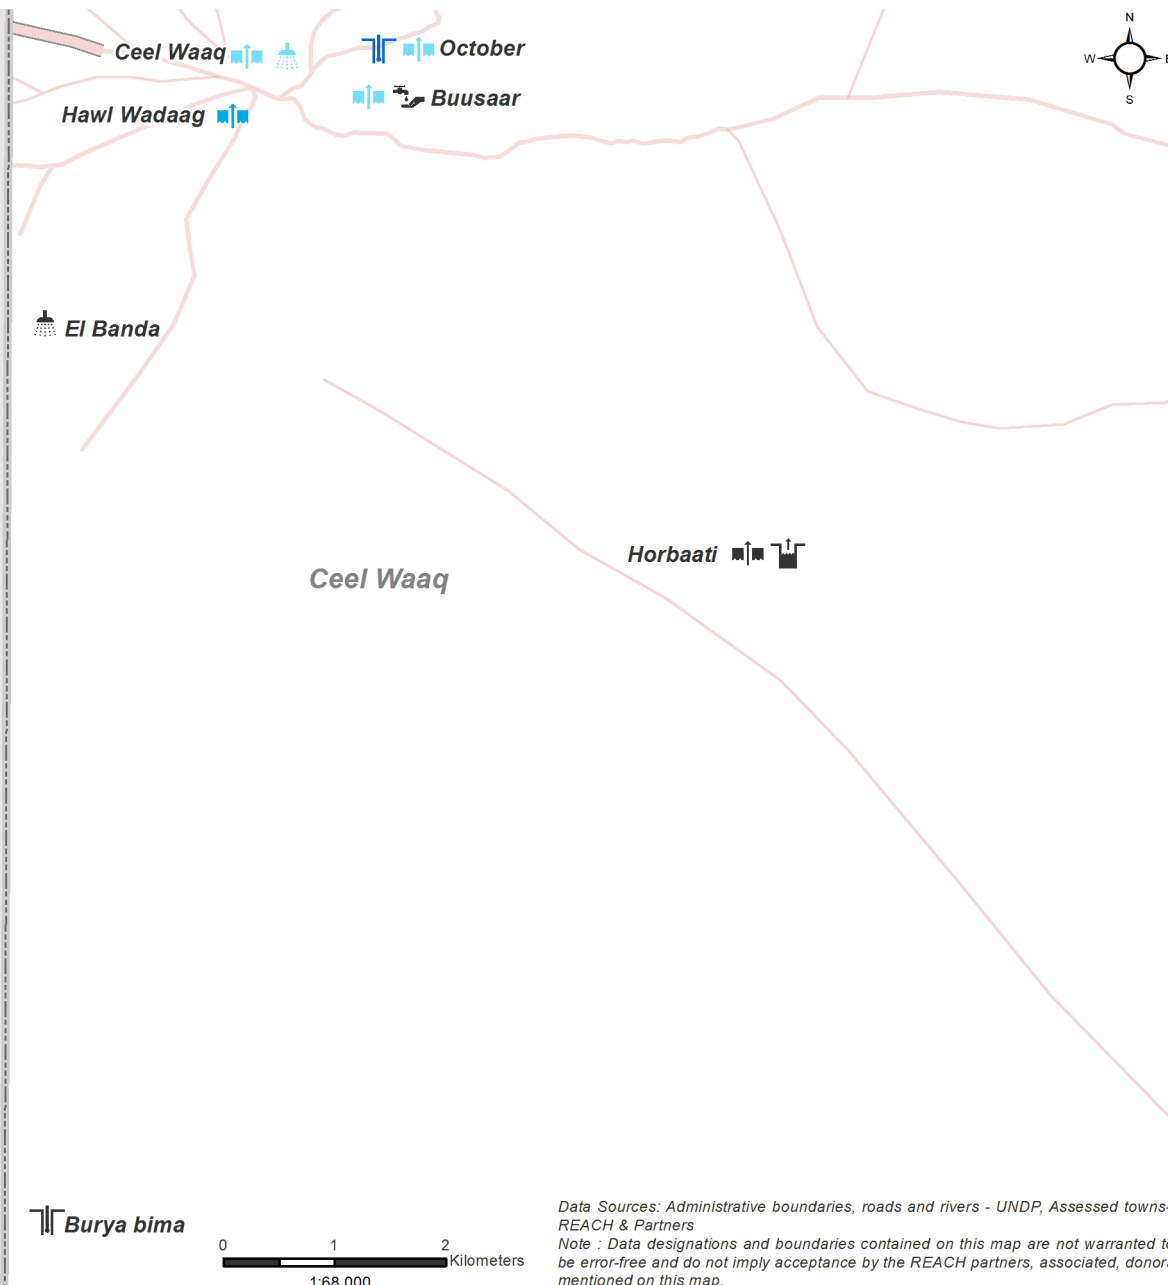 N
W E
S
Ceel Waaq
October
Hawl Wadaag
Buusaar
El Banda
Horbaati
Ceel Waaq
Burya bima
0 1 2
Kilometers
1:68,000
Data Sources: Administrative boundaries, roads and rivers - UNDP, Assessed towns-
REACH & Partners
Note : Data designations and boundaries contained on this map are not warranted to
be error-free and do not imply acceptance by the REACH partners, associated, donors
mentioned on this map.